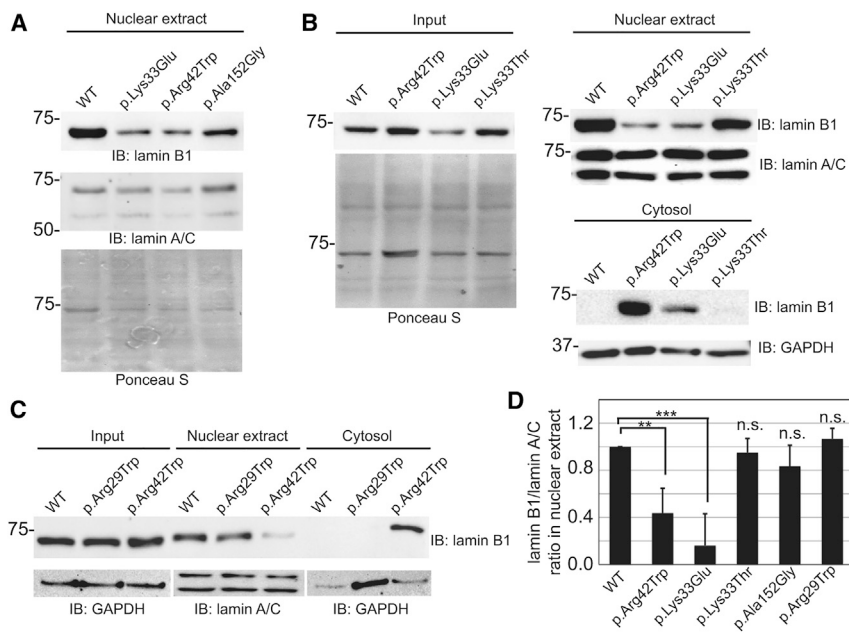 A
Nuclear extract
WT
p.Lys33Glu
p.Arg42Trp
p.Ala152Gly
75-
IB: lamin B1
75-
50-
IB: lamin A/C
75-
Ponceau S
B
Input
WT
p.Arg42Trp
p.Lys33Glu
p.Lys33Thr
75-
75-
Ponceau S
Nuclear extract
WT
p.Arg42Trp
p.Lys33Glu
p.Lys33Thr
75-
IB: lamin B1
75-
IB: lamin A/C
Cytosol
WT
p.Arg42Trp
p.Lys33Glu
p.Lys33Thr
75-
IB: lamin B1
37-
IB: GAPDH
C
Input
Nuclear extract
Cytosol
WT
p.Arg29Trp
p.Arg42Trp
WT
p.Arg29Trp
p.Arg42Trp
WT
p.Arg29Trp
p.Arg42Trp
75-
IB: lamin B1
IB: GAPDH
IB: lamin A/C
IB: GAPDH
D
lamin B1/lamin A/C
ratio in nuclear extract
1.2
1.0
0.8
0.4
0.0
**
***
n.s.
n.s.
n.s.
WT
p.Arg42Trp
p.Lys33Glu
p.Lys33Thr
p.Ala152Gly
p.Arg29Trp